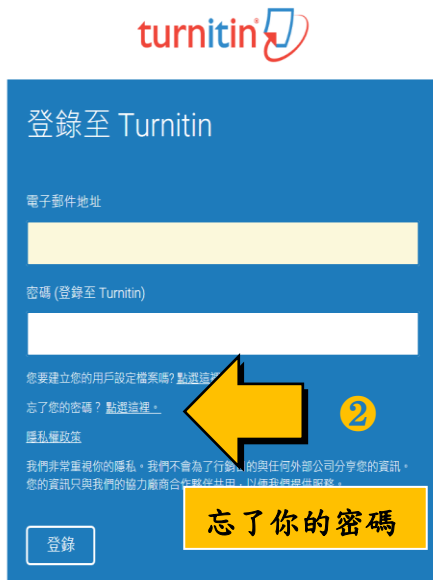 turnitin
登錄至 Turnitin
電子郵件地址
密碼 (登錄至 Turnitin)
您要建立您的用戶設定檔案嗎? 點選這裡
忘了您的密碼？ 點選這裡。
2
隱私權政策
我們非常重視你的隱私。我們不會為了行銷目的與任何外部公司分享您的資訊。
您的資訊只與我們的協力廠商合作夥伴共用，以便我們提供服務。
忘了你的密碼
登錄